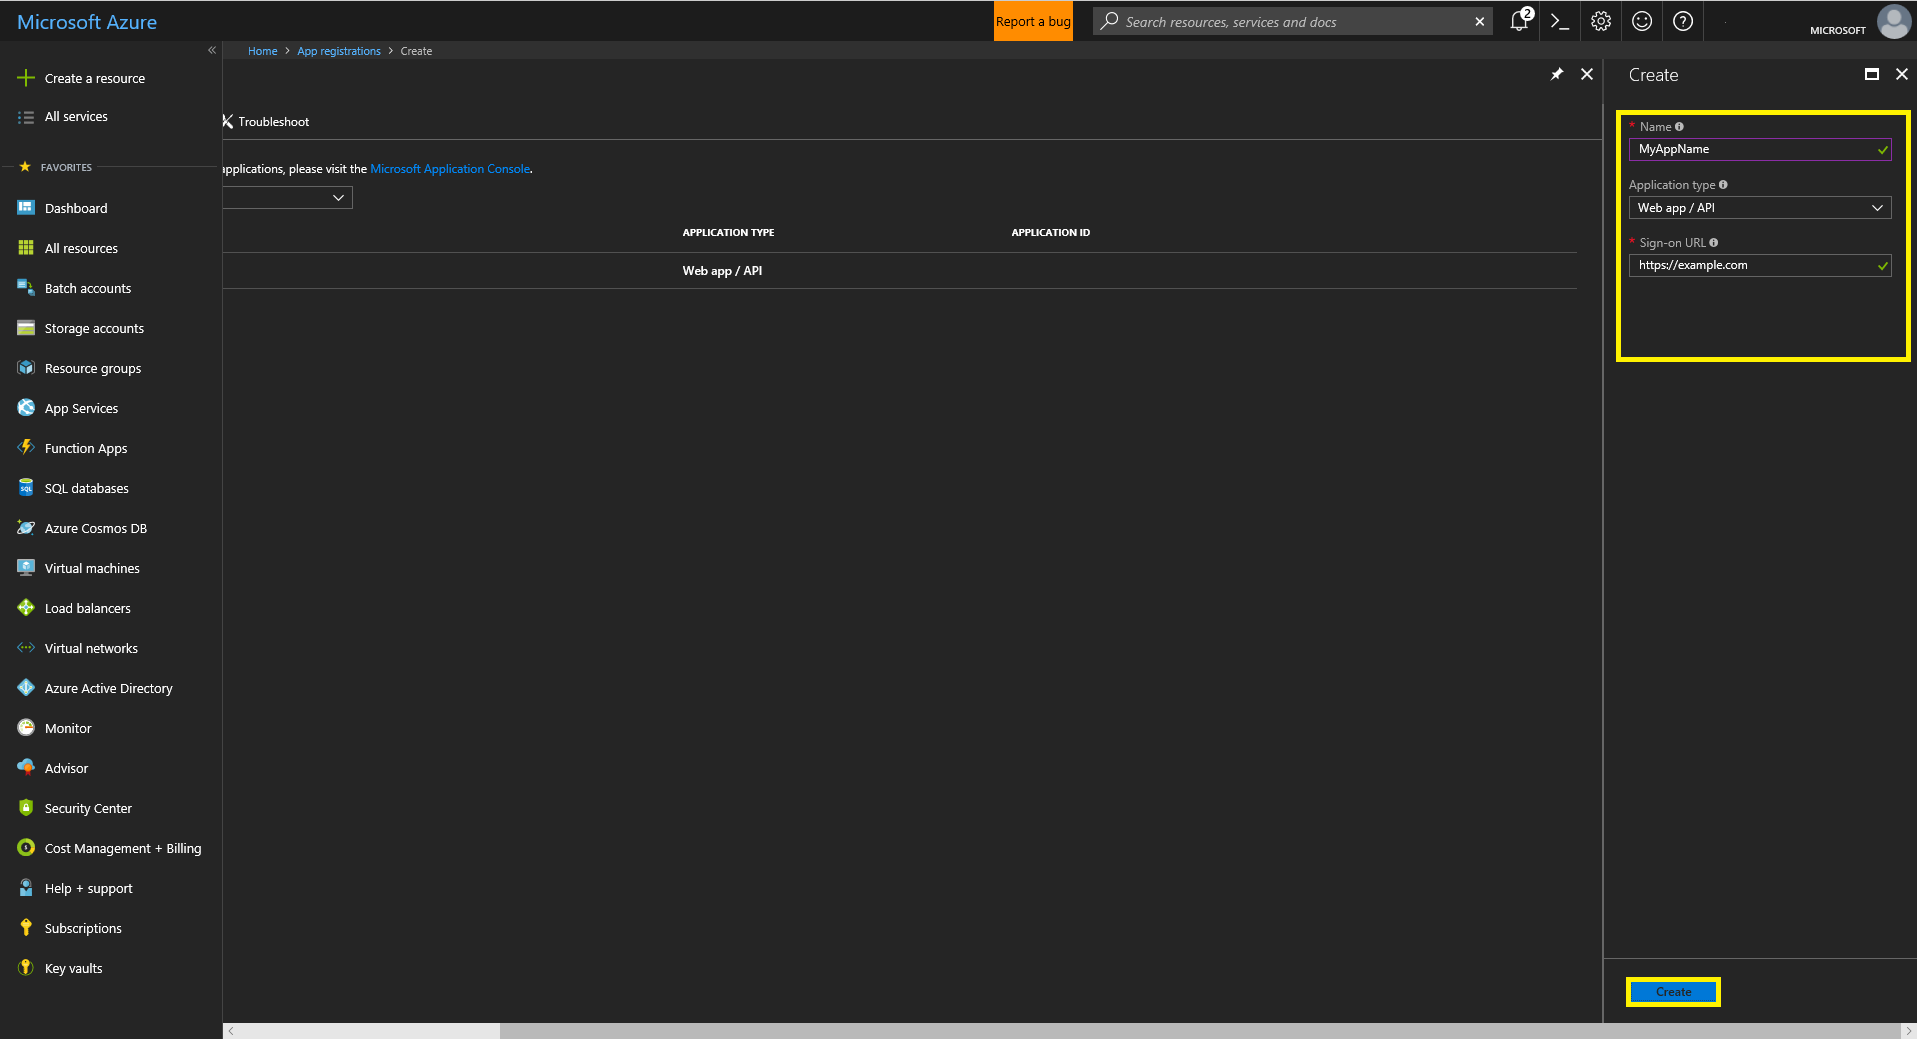 Microsoft Azure
Report a bug
Search resources, services and docs
2
MICROSOFT
Home > App registrations > Create
Create a resource
All services
FAVORITES
Dashboard
All resources
Batch accounts
Storage accounts
Resource groups
App Services
Function Apps
SQL databases
Azure Cosmos DB
Virtual machines
Load balancers
Virtual networks
Azure Active Directory
Monitor
Advisor
Security Center
Cost Management + Billing
Help + support
Subscriptions
Key vaults
Troubleshoot
applications, please visit the Microsoft Application Console.
APPLICATION TYPE APPLICATION ID
Web app / API
Create
* Name
MyAppName
Application type
Web app / API
* Sign-on URL
https://example.com
Create